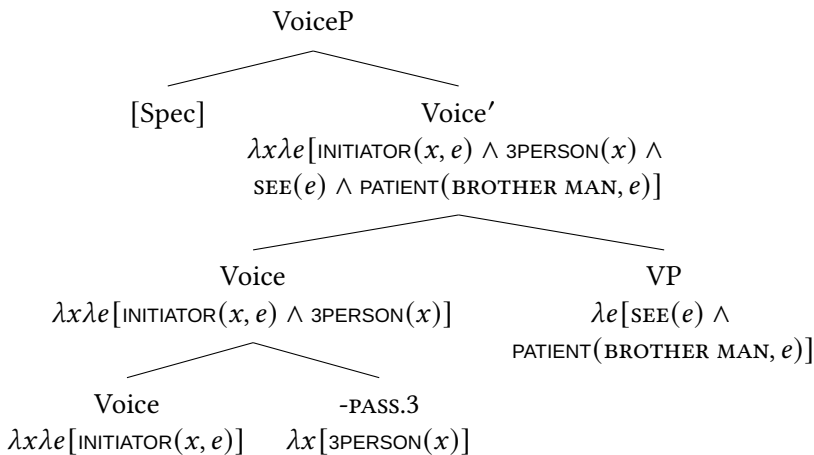 VoiceP
[Spec] Voice′
λxλe[INITIATOR(x, e) ∧ 3PERSON(x) ∧
SEE(e) ∧ PATIENT(BROTHER MAN, e)]
Voice VP
λxλe[INITIATOR(x, e) ∧ 3PERSON(x)] λe[SEE(e) ∧
PATIENT(BROTHER MAN, e)]
Voice -PASS.3
λxλe[INITIATOR(x, e)] λx[3PERSON(x)]